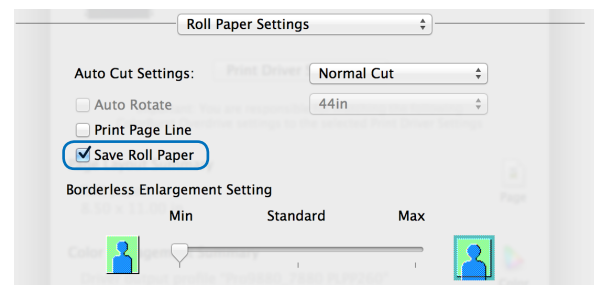 Roll Paper Settings
Auto Cut Settings: Normal Cut
Auto Rotate 44in
Print Page Line
Save Roll Paper
Borderless Enlargement Setting
Min Standard Max